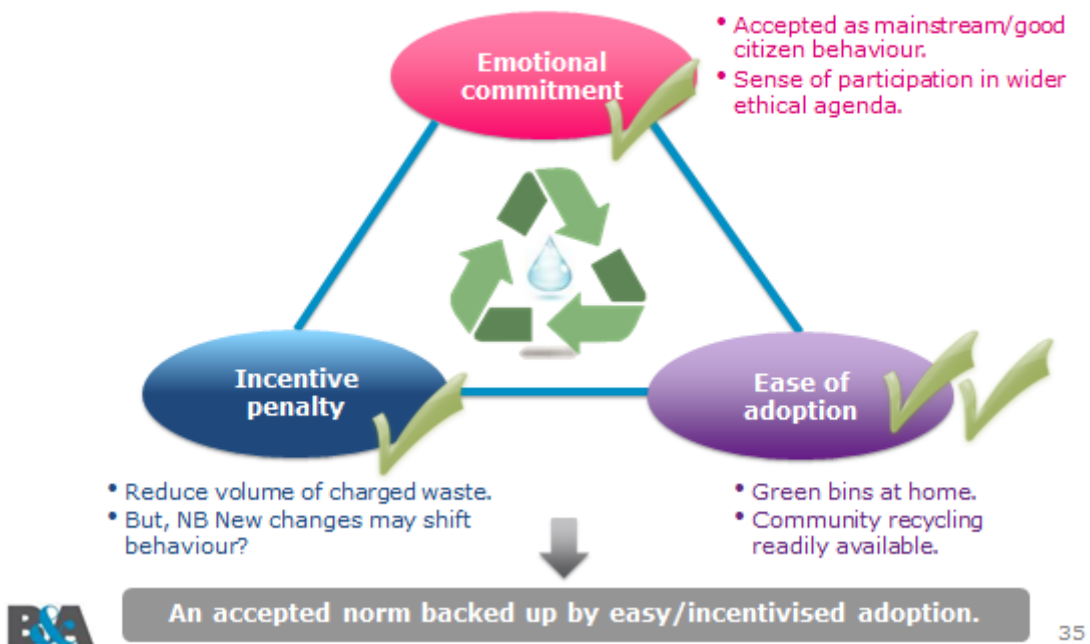 Emotional
commitment
• Accepted as mainstream/good
citizen behaviour.
• Sense of participation in wider
ethical agenda.
Incentive
penalty
Ease of
adoption
• Reduce volume of charged waste.
• But, NB New changes may shift
behaviour?
• Green bins at home.
• Community recycling
readily available.
An accepted norm backed up by easy/incentivised adoption.
B&A
35